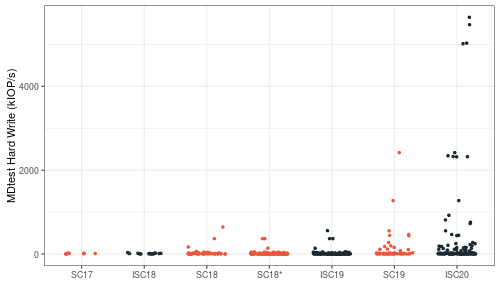 MDtest Hard Write (kIOP/s)
4000
2000
0
SC17 ISC18 SC18 SC18* ISC19 SC19 ISC20